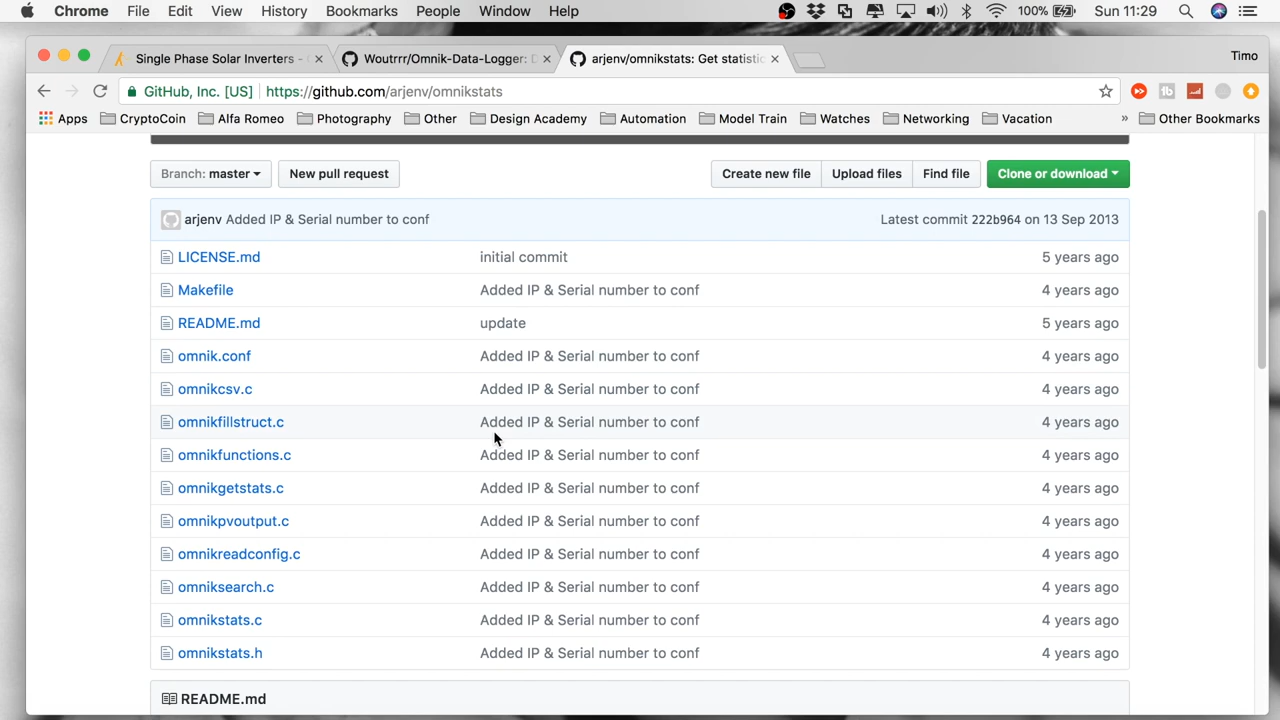 Chrome File Edit View History Bookmarks People Window Help 100% Sun 11:29
Single Phase Solar Inverters - Woutrrr/Omnik-Data-Logger: D arjenv/omnikstats: Get statistic Timo
GitHub, Inc. [US] https://github.com/arjenv/omnikstats
Apps CryptoCoin Alfa Romeo Photography Other Design Academy Automation Model Train Watches Networking Vacation » Other Bookmarks
Branch: master New pull request Create new file Upload files Find file Clone or download
arjenv Added IP & Serial number to conf Latest commit 222b964 on 13 Sep 2013
LICENSE.md initial commit 5 years ago
Makefile Added IP & Serial number to conf 4 years ago
README.md update 5 years ago
omnik.conf Added IP & Serial number to conf 4 years ago
omnikcsv.c Added IP & Serial number to conf 4 years ago
omnikfillstruct.c Added IP & Serial number to conf 4 years ago
omnikfunctions.c Added IP & Serial number to conf 4 years ago
omnikgetstats.c Added IP & Serial number to conf 4 years ago
omnikpvoutput.c Added IP & Serial number to conf 4 years ago
omnikreadconfig.c Added IP & Serial number to conf 4 years ago
omniksearch.c Added IP & Serial number to conf 4 years ago
omnikstats.c Added IP & Serial number to conf 4 years ago
omnikstats.h Added IP & Serial number to conf 4 years ago
README.md